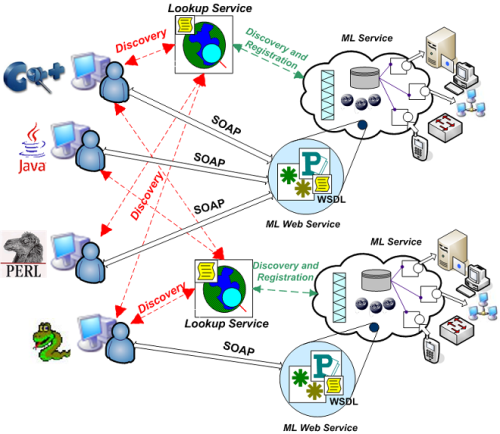 Lookup Service
Discovery
Discovery and
Registration
ML Service
C++
SOAP
Java
SOAP
P
WSDL
Discovery
SOAP
ML Web Service
PERL
Discovery and
Registration
ML Service
Discovery
Lookup Service
SOAP
P
WSDL
ML Web Service